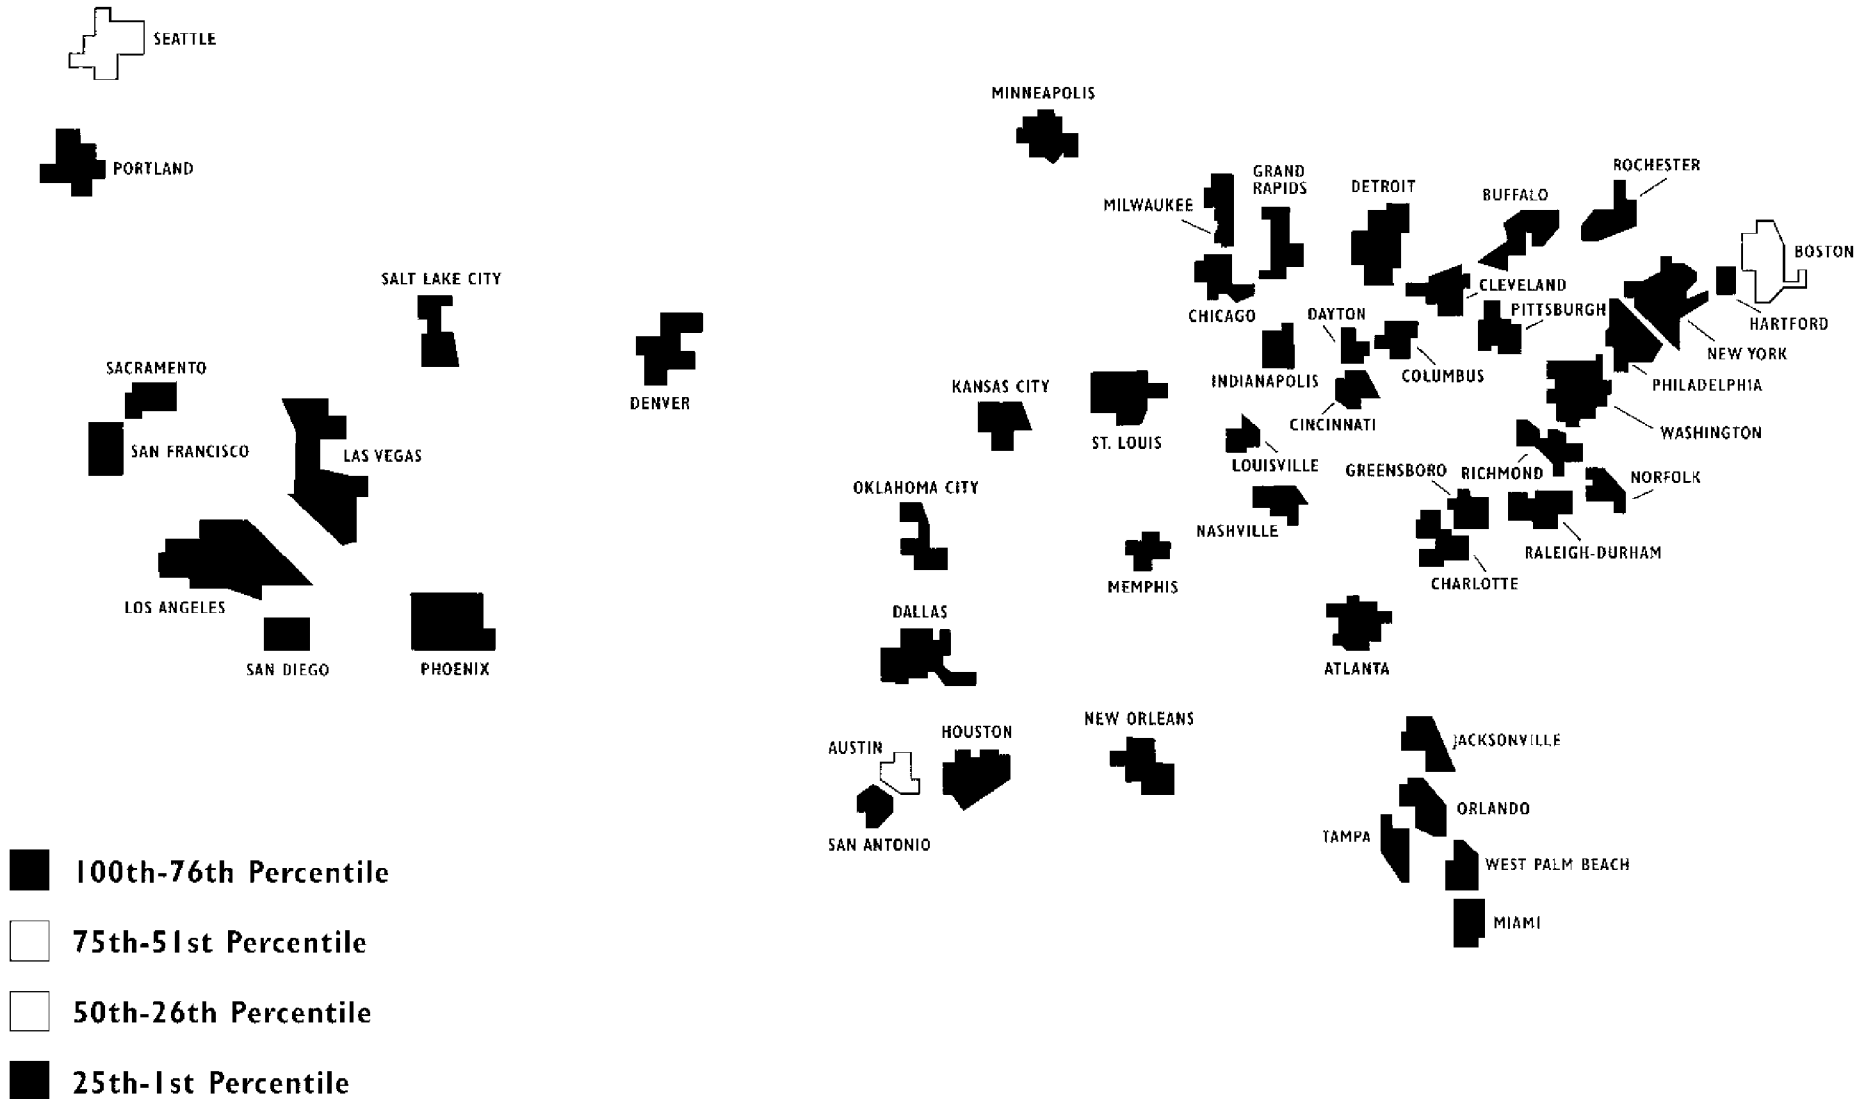 SEATTLE
MINNEAPOLIS
PORTLAND
ROCHESTER
GRAND
RAPIDS
DETROIT
BUFFALO
MILWAUKEE
BOSTON
SALT LAKE CITY
CLEVELAND
PITTSBURGH
CHICAGO
DAYTON
HARTFORD
NEW YORK
SACRAMENTO
INDIANAPOLIS
COLUMBUS
KANSAS CITY
PHILADELPHIA
DENVER
CINCINNATI
WASHINGTON
ST. LOUIS
SAN FRANCISCO
LAS VEGAS
LOUISVILLE
GREENSBORO
RICHMOND
NORFOLK
OKLAHOMA CITY
NASHVILLE
RALEIGH-DURHAM
MEMPHIS
CHARLOTTE
LOS ANGELES
DALLAS
SAN DIEGO
PHOENIX
ATLANTA
NEW ORLEANS
HOUSTON
AUSTIN
JACKSONVILLE
ORLANDO
TAMPA
SAN ANTONIO
WEST PALM BEACH
MIAMI
100th-76th Percentile
75th-51st Percentile
50th-26th Percentile
25th-1st Percentile